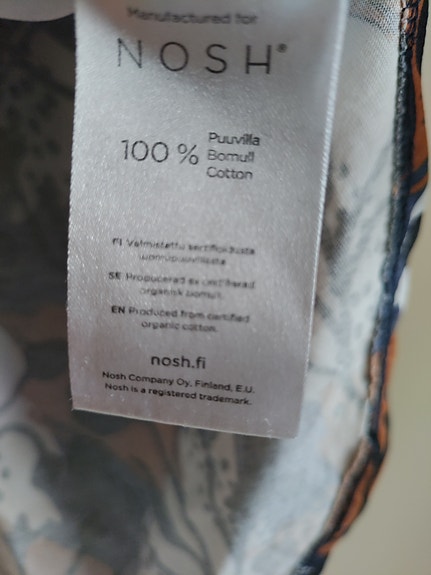 Manufactured for
NOSH®
100 % Puuvilla
Bomull
Cotton
FI Valmistettu sertifioidusta
luomupuuvillasta
SE Producerad av certifierad
organisk bomull.
EN Produced from certified
organic cotton.
nosh.fi
Nosh Company Oy, Finland, E.U.
Nosh is a registered trademark.